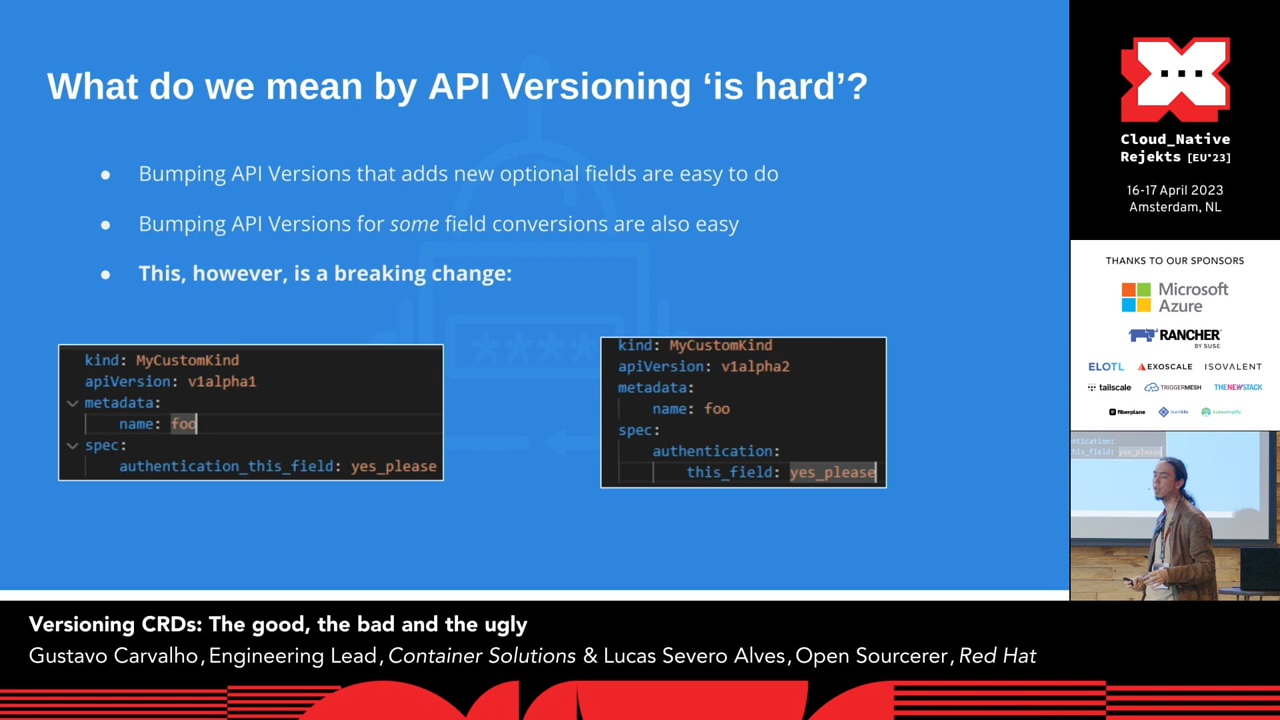 What do we mean by API Versioning ‘is hard’?
● Bumping API Versions that adds new optional fields are easy to do
● Bumping API Versions for some field conversions are also easy
● This, however, is a breaking change:
kind: MyCustomKind
apiVersion: v1alpha1
metadata:
name: foo
spec:
authentication_this_field: yes_please
kind: MyCustomKind
apiVersion: v1alpha2
metadata:
name: foo
spec:
authentication:
this_field: yes_please
Cloud_Native
Rejekts [EU*23]
16-17 April 2023
Amsterdam, NL
THANKS TO OUR SPONSORS
Microsoft
Azure
RANCHER
BY SUSE
ELOTL EXOSCALE ISOVALENT
tailscale TRIGGERMESH THENEWSTACK
fiberplane
yes_please
Versioning CRDs: The good, the bad and the ugly
Gustavo Carvalho, Engineering Lead, Container Solutions & Lucas Severo Alves, Open Sourcerer, Red Hat